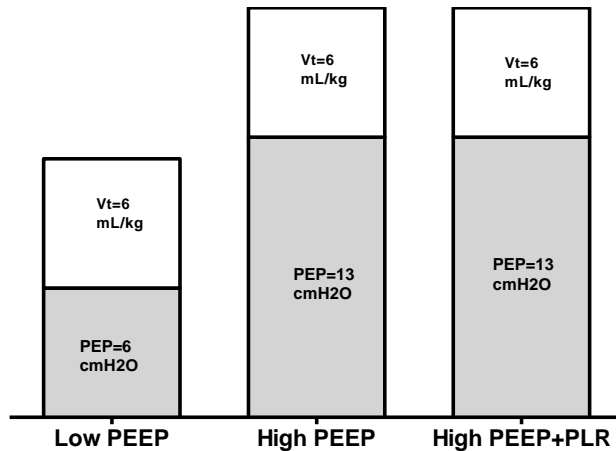 Vt=6
mL/kg
Vt=6
mL/kg
Vt=6
mL/kg
PEP=13
cmH2O
PEP=13
cmH2O
PEP=6
cmH2O
Low PEEP
High PEEP
High PEEP+PLR